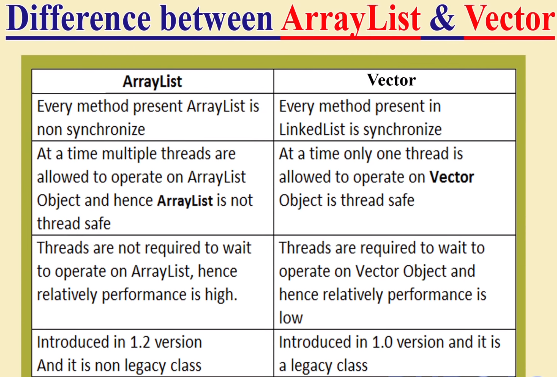 Difference between ArrayList & Vector
ArrayList
Vector
Every method present ArrayList is
non synchronize
Every method present in
LinkedList is synchronize
At a time multiple threads are
allowed to operate on ArrayList
Object and hence ArrayList is not
thread safe
At a time only one thread is
allowed to operate on Vector
Object is thread safe
Threads are not required to wait
to operate on ArrayList, hence
relatively performance is high.
Threads are required to wait to
operate on Vector Object and
hence relatively performance is
low
Introduced in 1.2 version
And it is non legacy class
Introduced in 1.0 version and it is
a legacy class